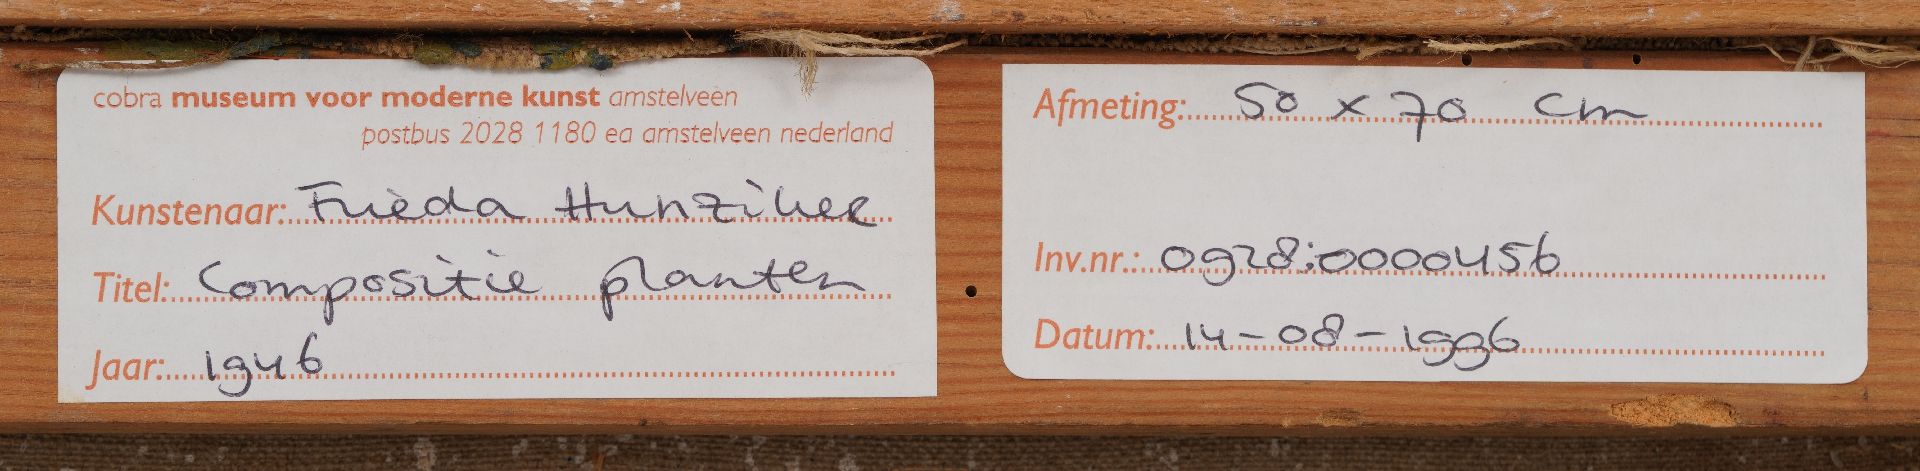 cobra museum voor moderne kunst amstelveen
postbus 2028 1180 ea amstelveen nederland
Kunstenaar: Frieda Hunziker
Titel: Compositie planten
Jaar: 1946
Afmeting: 50 x 70 cm
Inv.nr.: 0928:0000456
Datum: 14-08-1996